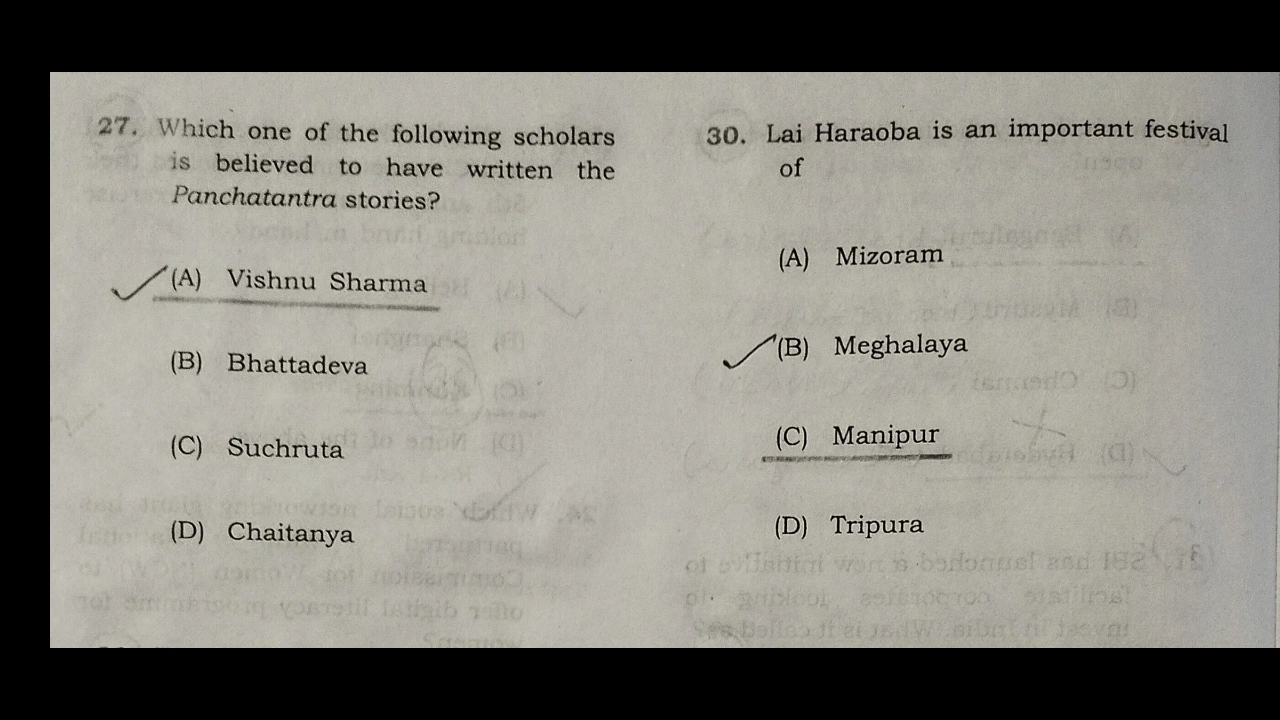 27. Which one of the following scholars
is believed to have written the
Panchatantra stories?
(A) Vishnu Sharma
(B) Bhattadeva
(C) Suchruta
(D) Chaitanya
30. Lai Haraoba is an important festival
of
(A) Mizoram
(B) Meghalaya
(C) Manipur
(D) Tripura